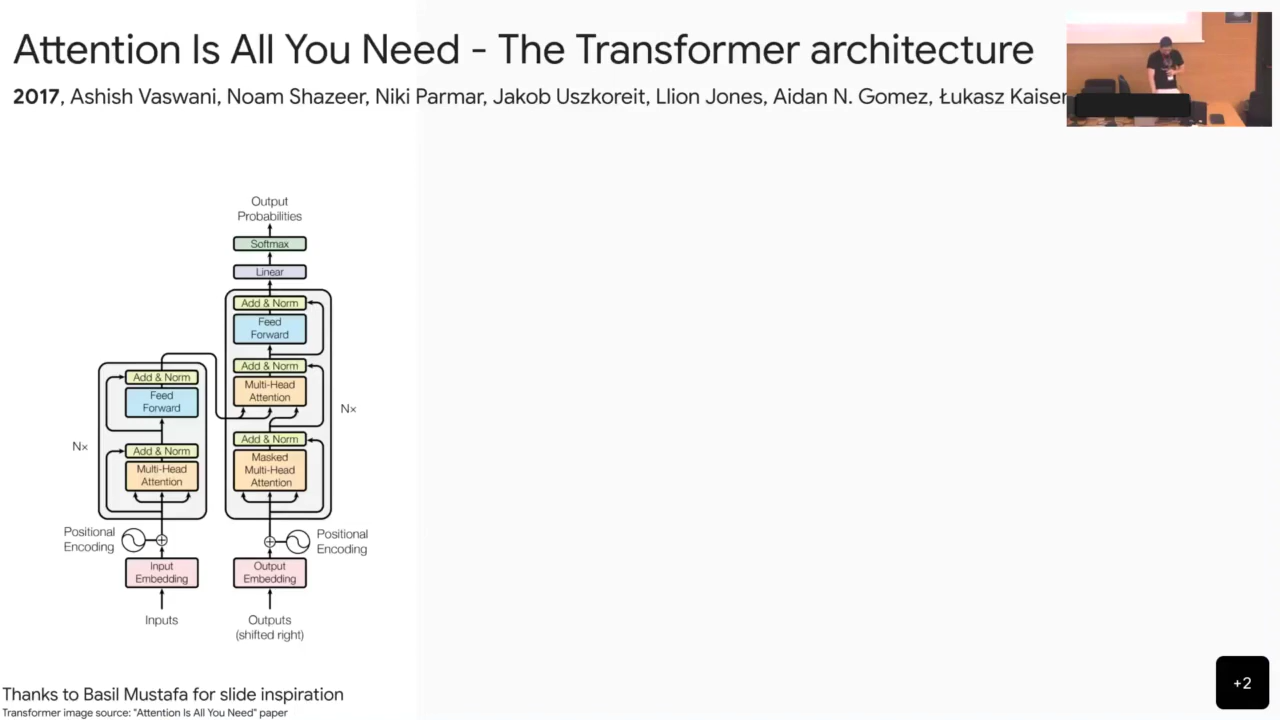 Attention Is All You Need - The Transformer architecture
2017, Ashish Vaswani, Noam Shazeer, Niki Parmar, Jakob Uszkoreit, Llion Jones, Aidan N. Gomez, Łukasz Kaiser
Output
Probabilities
Softmax
Linear
Add & Norm
Feed
Forward
Add & Norm
Multi-Head
Attention
Nx
Add & Norm
Masked
Multi-Head
Attention
Add & Norm
Feed
Forward
Nx
Add & Norm
Multi-Head
Attention
Positional
Encoding
Positional
Encoding
Input
Embedding
Output
Embedding
Inputs
Outputs
(shifted right)
Thanks to Basil Mustafa for slide inspiration
Transformer image source: "Attention Is All You Need" paper
+2